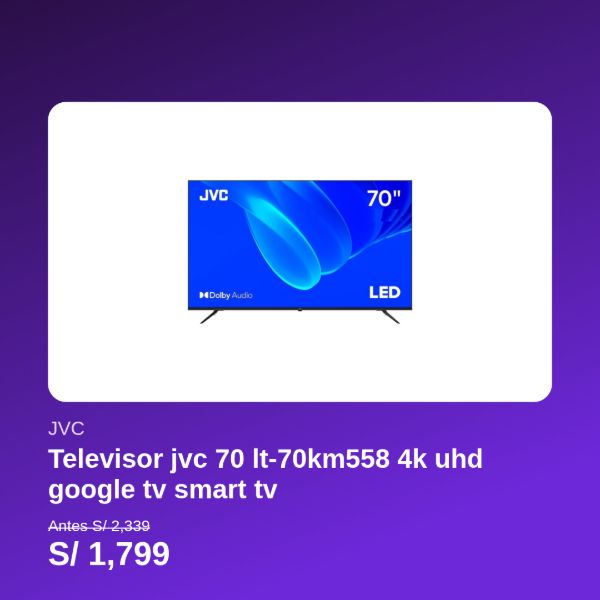 JVC
70"
Dolby Audio
LED
JVC
Televisor jvc 70 lt-70km558 4k uhd
google tv smart tv
Antes S/ 2,339
S/ 1,799